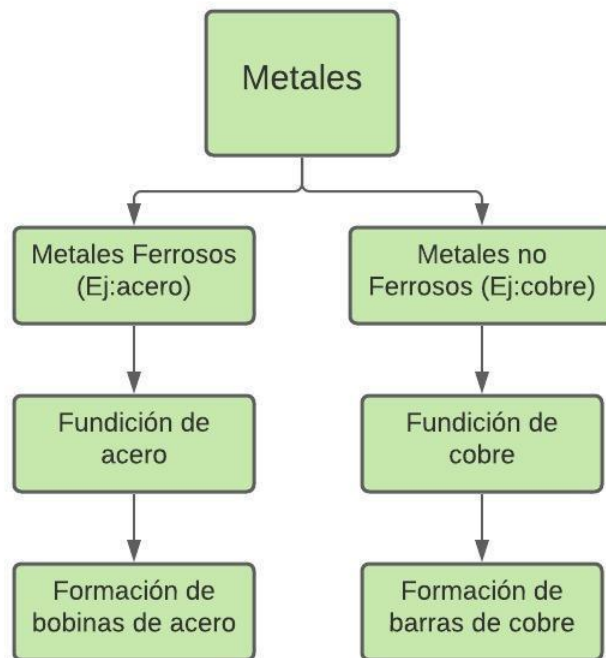 Metales
Metales Ferrosos
(Ej:acero)
Metales no
Ferrosos (Ej:cobre)
Fundición de
acero
Fundición de
cobre
Formación de
bobinas de acero
Formación de
barras de cobre